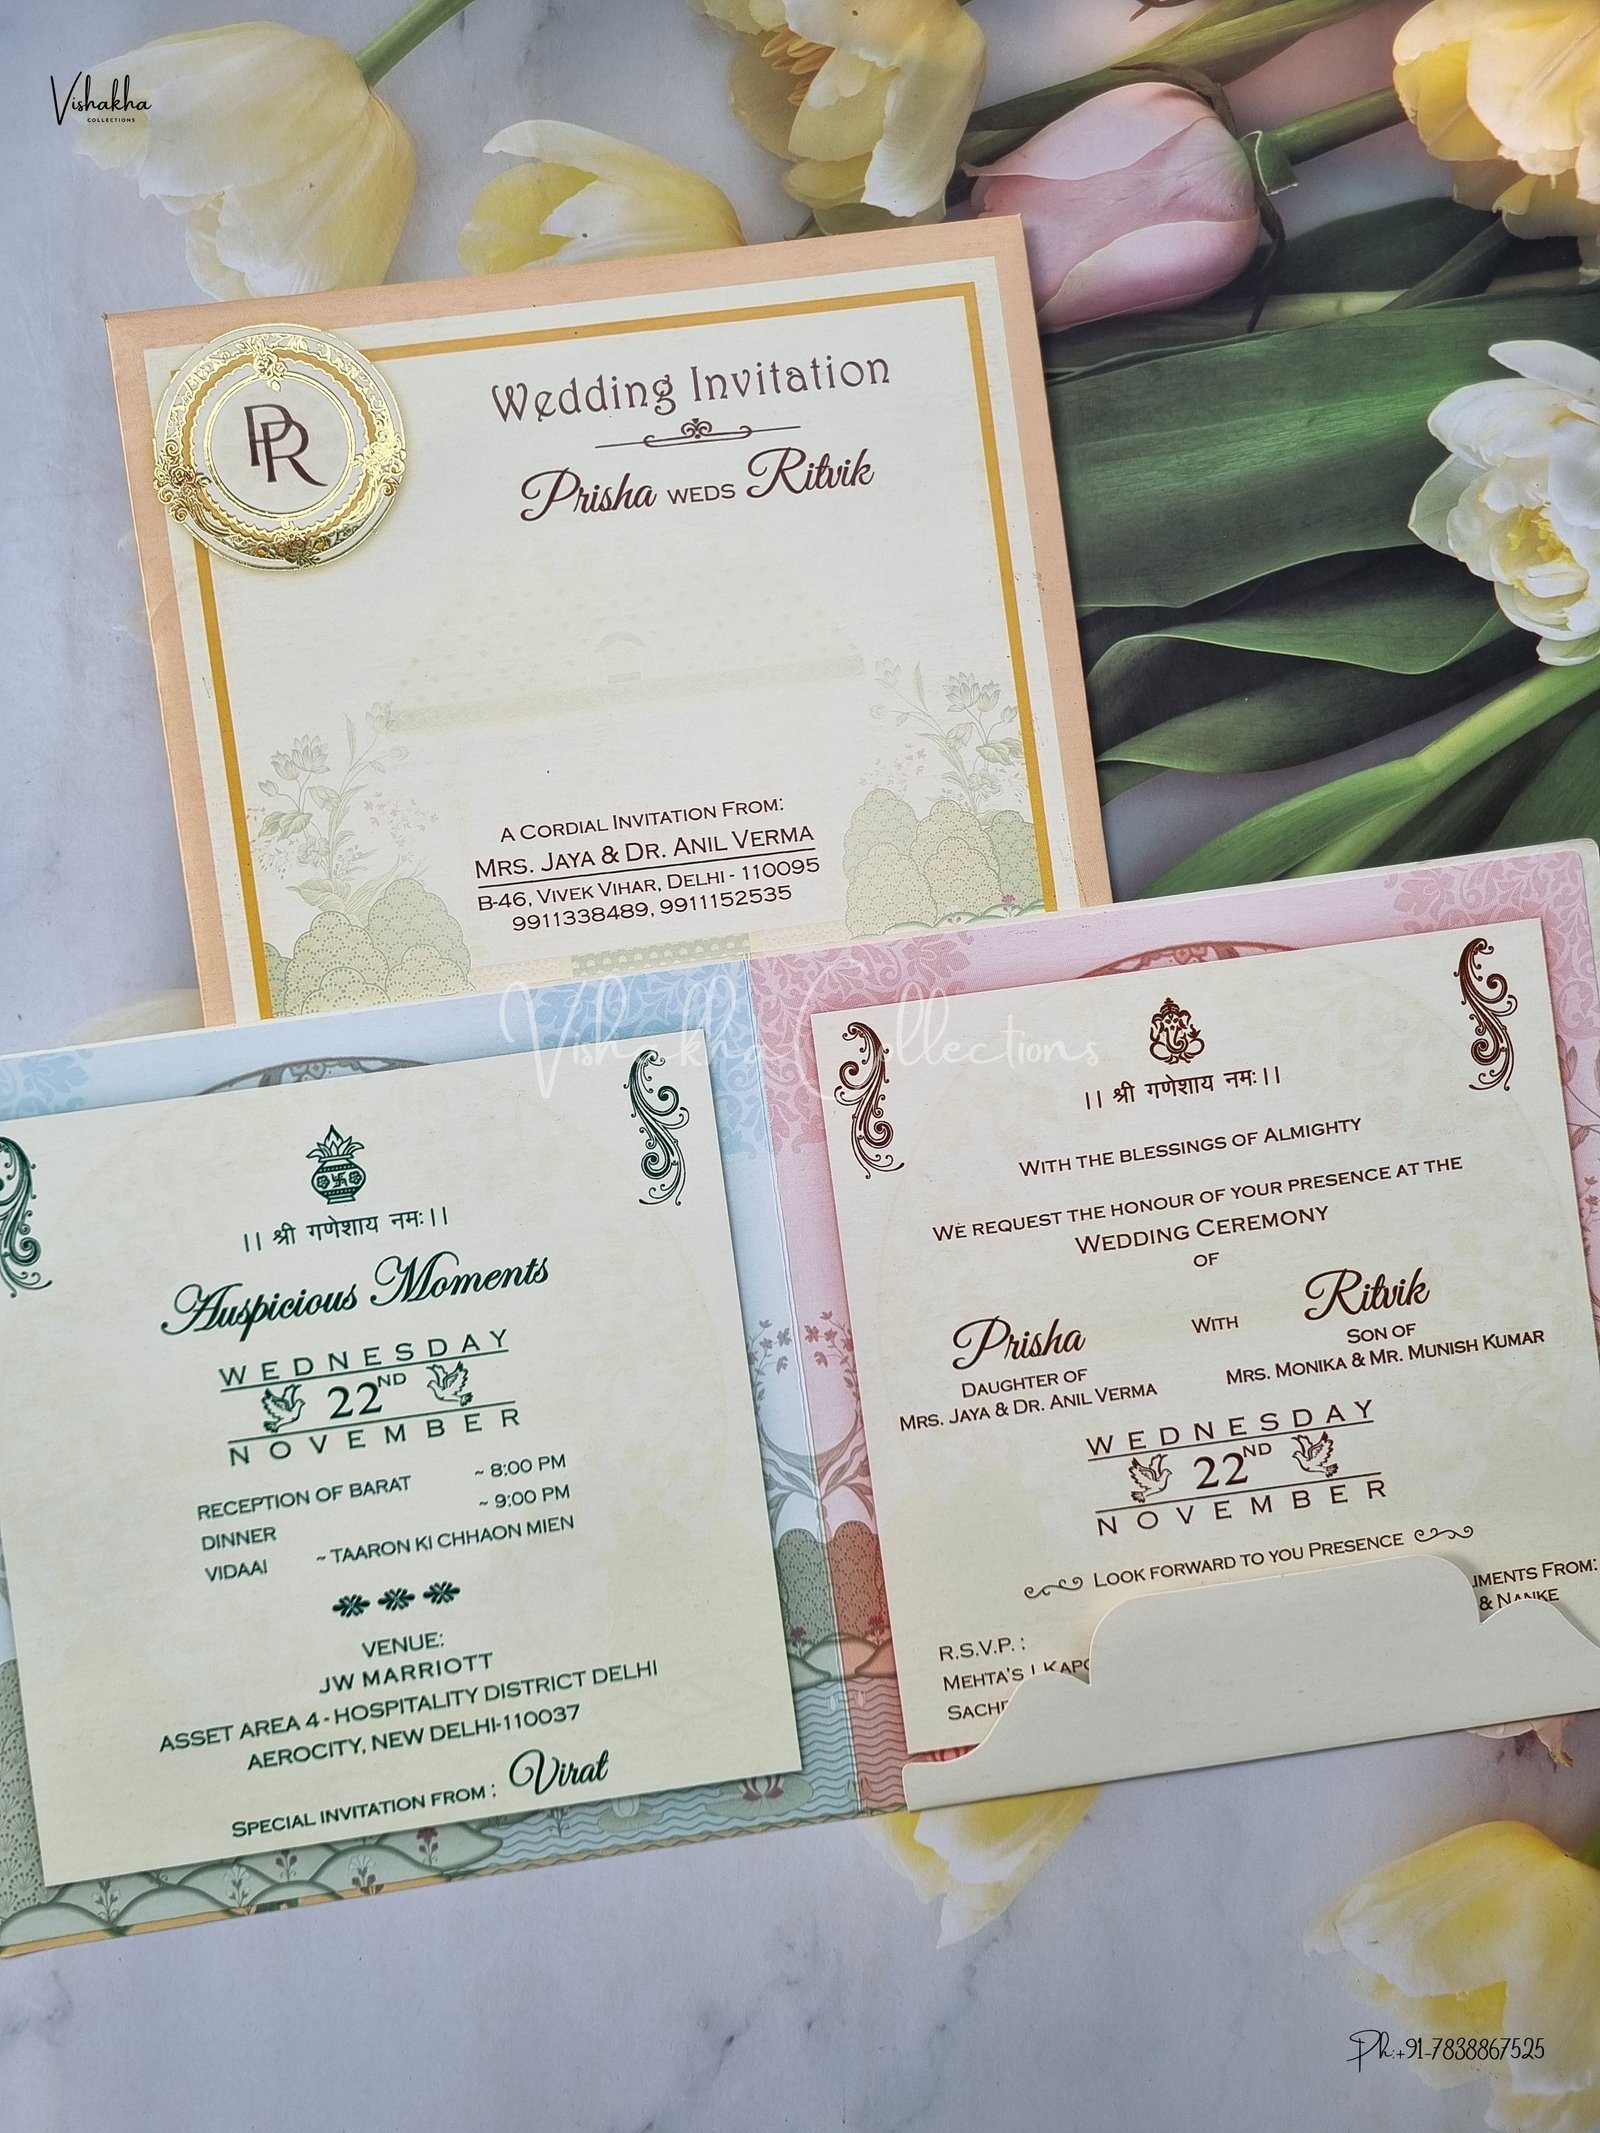 Vishakha
COLLECTIONS
PR
Wedding Invitation
Prisha WEDS Ritvik
A CORDIAL INVITATION FROM:
MRS. JAYA & DR. ANIL VERMA
B-46, VIVEK VIHAR, DELHI - 110095
9911338489, 9911152535
Vishakha Collections
।। श्री गणेशाय नमः।।
Auspicious Moments
WEDNESDAY
22ND
NOVEMBER
RECEPTION OF BARAT ~ 8:00 PM
DINNER ~ 9:00 PM
VIDAAI ~ TAARON KI CHHAON MIEN
VENUE:
JW MARRIOTT
ASSET AREA 4 - HOSPITALITY DISTRICT DELHI
AEROCITY, NEW DELHI-110037
SPECIAL INVITATION FROM : Virat
।। श्री गणेशाय नमः।।
WITH THE BLESSINGS OF ALMIGHTY
WE REQUEST THE HONOUR OF YOUR PRESENCE AT THE
WEDDING CEREMONY
OF
Prisha WITH Ritvik
DAUGHTER OF
MRS. JAYA & DR. ANIL VERMA
SON OF
MRS. MONIKA & MR. MUNISH KUMAR
WEDNESDAY
22ND
NOVEMBER
LOOK FORWARD TO YOU PRESENCE
R.S.V.P. :
MEHTA'S
IMENTS FROM:
& NANKE
Ph:+91-7838867525